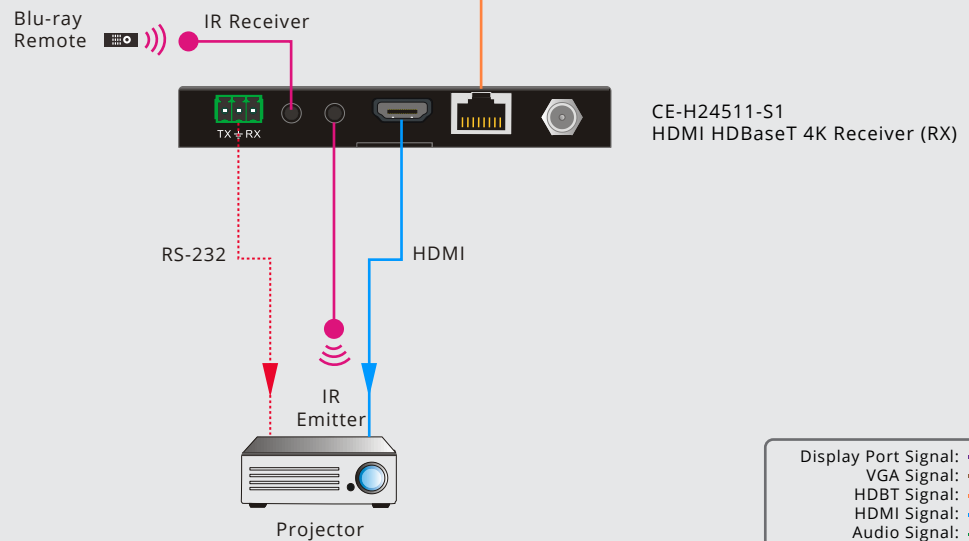 Blu-ray
Remote
IR Receiver
TX RX
CE-H24511-S1
HDMI HDBaseT 4K Receiver (RX)
RS-232
HDMI
IR
Emitter
Projector
Display Port Signal:
VGA Signal:
HDBT Signal:
HDMI Signal:
Audio Signal: